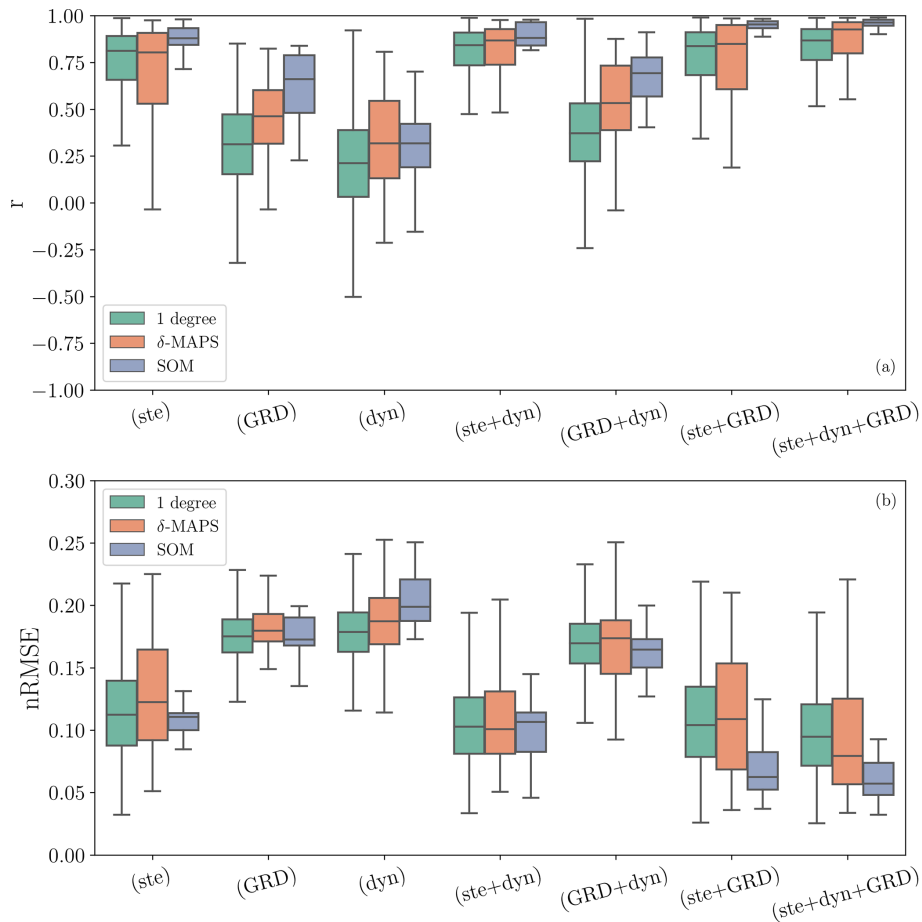 1.00
0.75
0.50
0.25
0.00
−0.25
−0.50
−0.75
−1.00
r
1 degree
δ-MAPS
SOM
(a)
(ste)
(GRD)
(dyn)
(ste+dyn)
(GRD+dyn)
(ste+GRD)
(ste+dyn+GRD)
0.30
0.25
0.20
0.15
0.10
0.05
0.00
nRMSE
1 degree
δ-MAPS
SOM
(b)
(ste)
(GRD)
(dyn)
(ste+dyn)
(GRD+dyn)
(ste+GRD)
(ste+dyn+GRD)